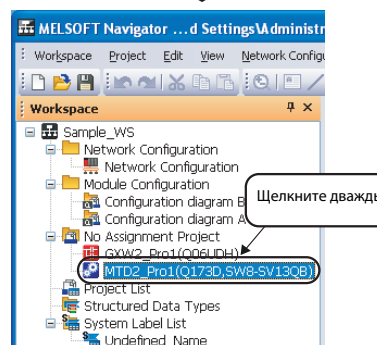 MELSOFT Navigator ...d Settings\Administr
Workspace Project Edit View Network Config
Workspace
Sample_WS
Network Configuration
Network Configuration
Module Configuration
Configuration diagram B
Configuration diagram A
Щелкните дважды
No Assignment Project
GXW2_Pro1(Q06UDH)
MTD2_Pro1(Q173D,SW8-SV13QB)
Project List
Structured Data Types
System Label List
Undefined_Name